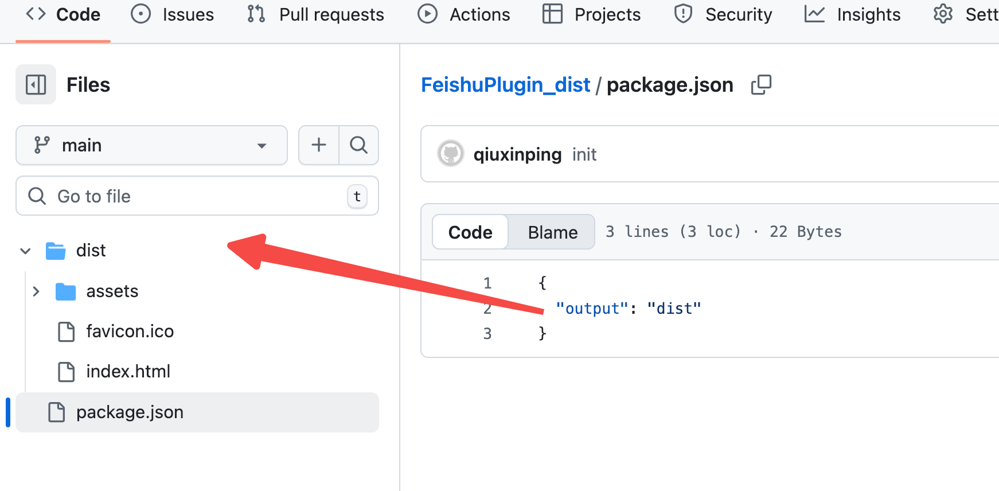 Code Issues Pull requests Actions Projects Security Insights Sett
Files
main
Go to file t
dist
assets
favicon.ico
index.html
package.json
FeishuPlugin_dist / package.json
qiuxinping init
Code Blame 3 lines (3 loc) · 22 Bytes
1 {
2 "output": "dist"
3 }